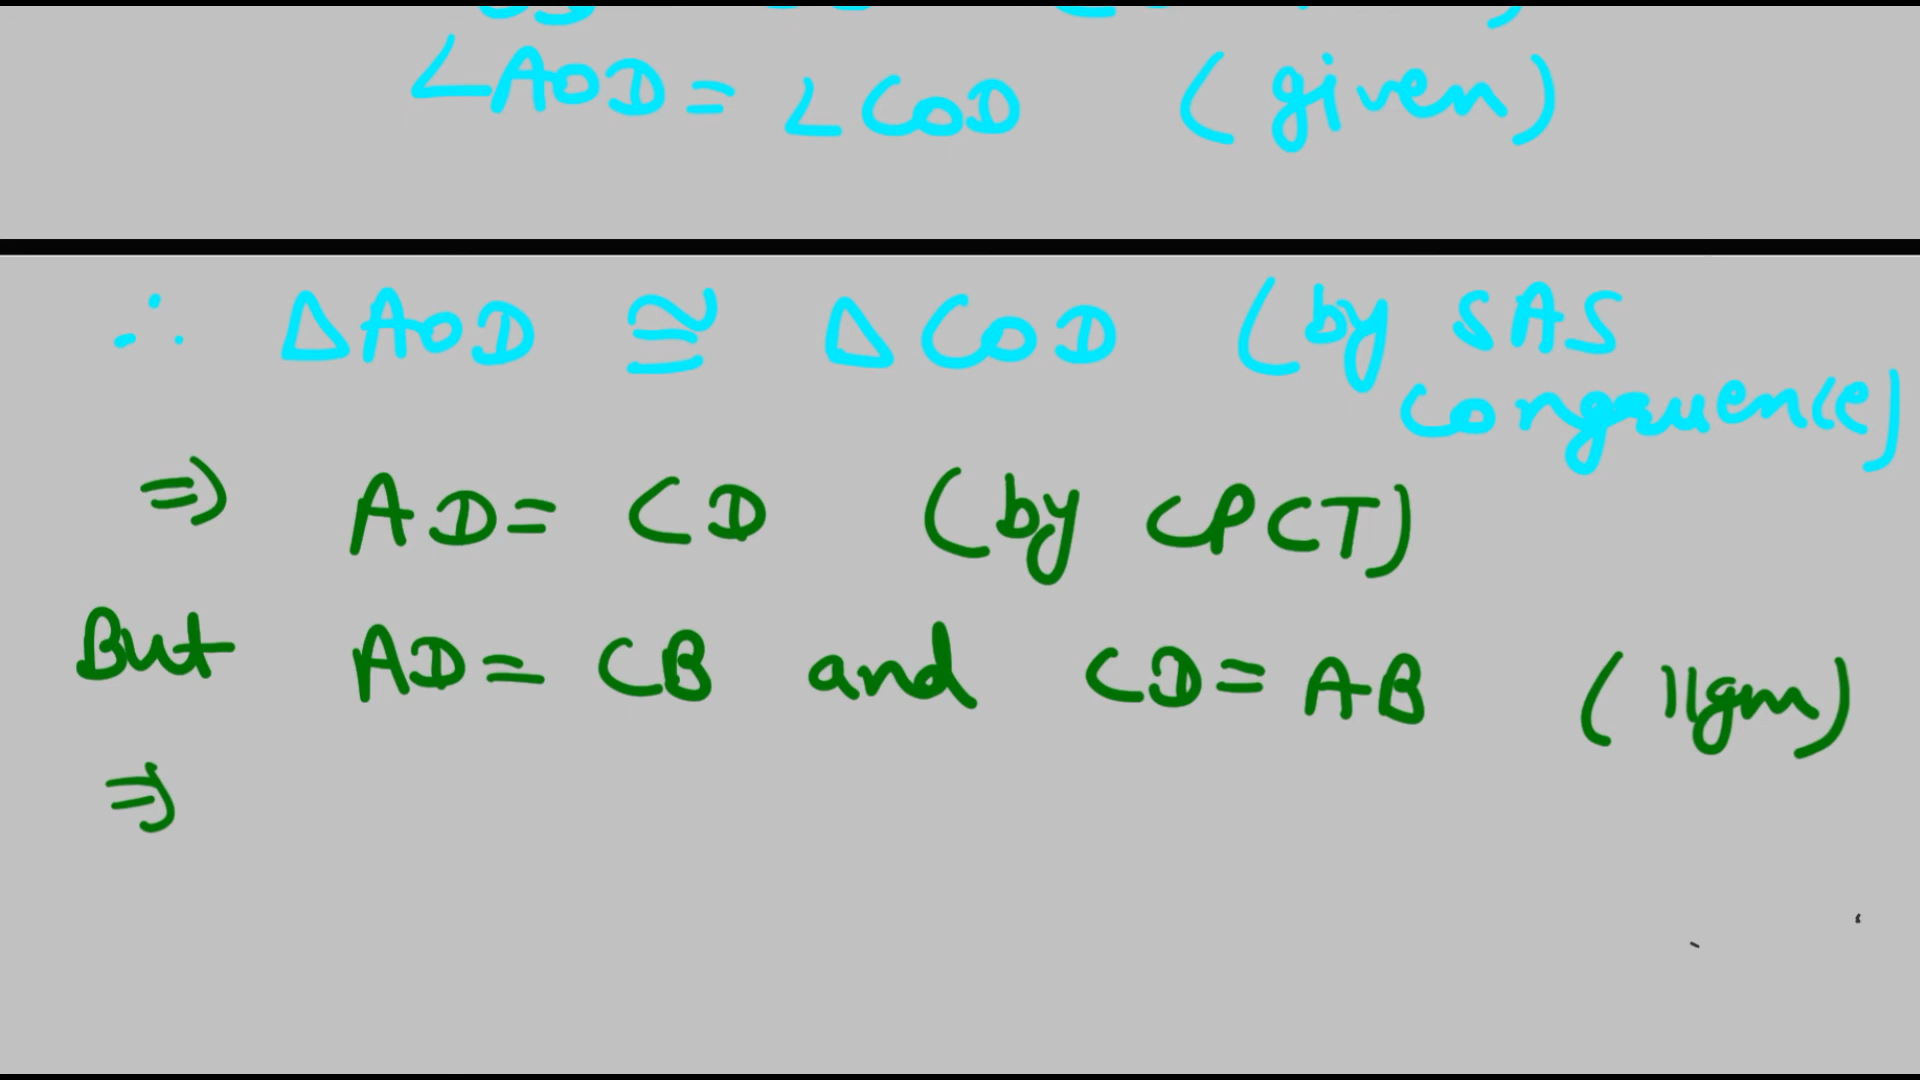 ∠AOD = ∠COD (given)
∴ ΔAOD ≅ ΔCOD (by SAS
congruence)
⇒ AD = CD (by CPCT)
But AD = CB and CD = AB (||gm)
⇒